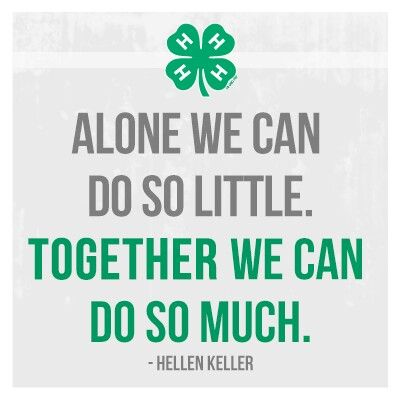 H H
H H
ALONE WE CAN
DO SO LITTLE.
TOGETHER WE CAN
DO SO MUCH.
- HELLEN KELLER